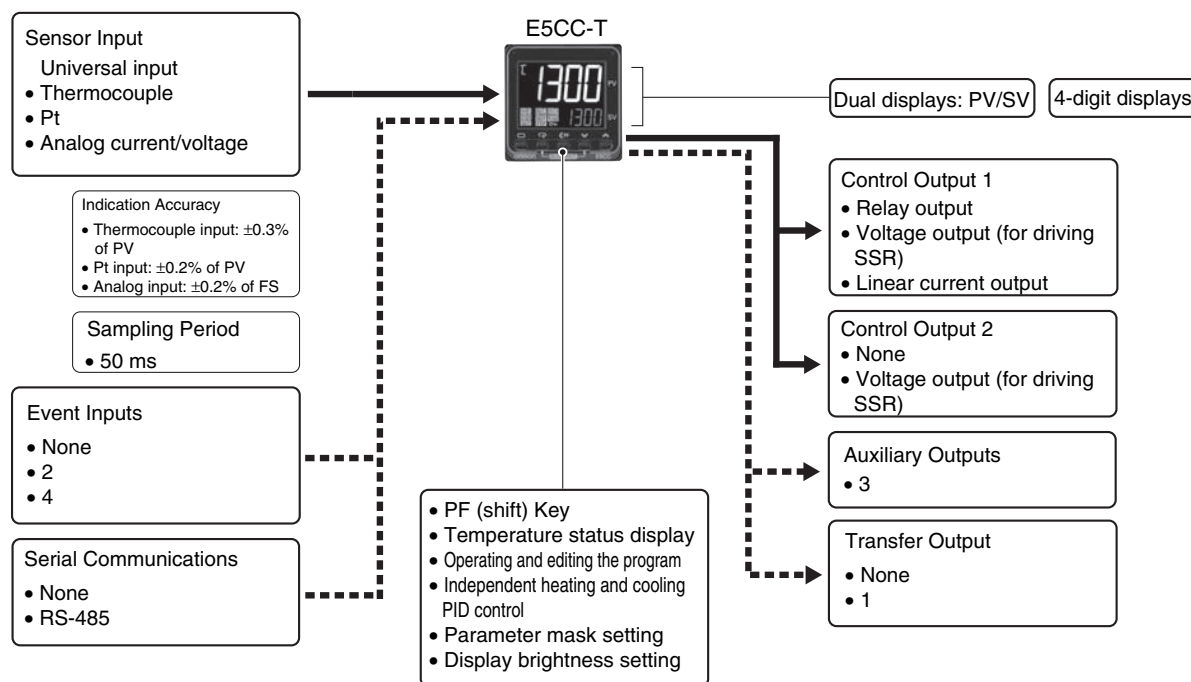 E5CC-T
Sensor Input
Universal input
• Thermocouple
• Pt
• Analog current/voltage
Indication Accuracy
• Thermocouple input: ±0.3%
of PV
• Pt input: ±0.2% of PV
• Analog input: ±0.2% of FS
Sampling Period
• 50 ms
Event Inputs
• None
• 2
• 4
Serial Communications
• None
• RS-485
1300
PV
1300
SV
OMRON
E5CC
• PF (shift) Key
• Temperature status display
• Operating and editing the program
• Independent heating and cooling
PID control
• Parameter mask setting
• Display brightness setting
Dual displays: PV/SV
4-digit displays
Control Output 1
• Relay output
• Voltage output (for driving
SSR)
• Linear current output
Control Output 2
• None
• Voltage output (for driving
SSR)
Auxiliary Outputs
• 3
Transfer Output
• None
• 1